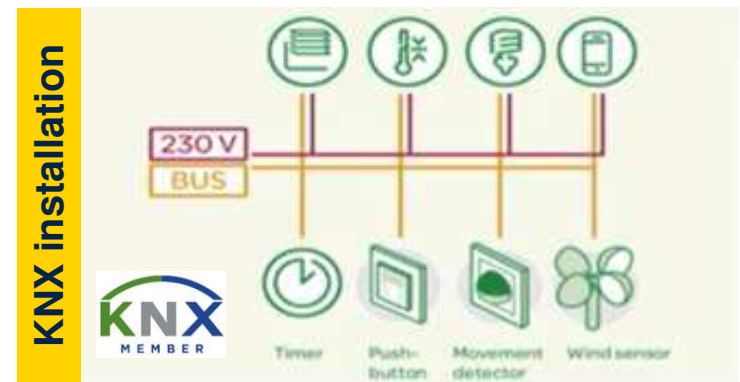 KNX installation
230 V
BUS
KNX
MEMBER
Timer
Push-
button
Movement
detector
Wind sensor